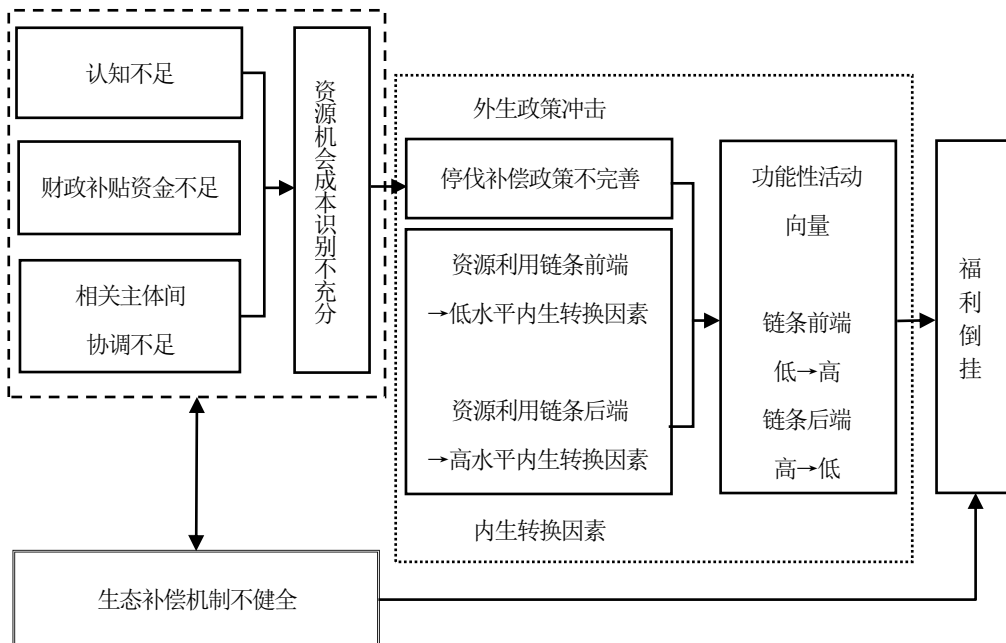 认知不足
财政补贴资金不足
相关主体间
协调不足
资源机会成本识别不充分
外生政策冲击
停伐补偿政策不完善
资源利用链条前端
→低水平内生转换因素
资源利用链条后端
→高水平内生转换因素
内生转换因素
功能性活动
向量
链条前端
低→高
链条后端
高→低
福利倒挂
生态补偿机制不健全